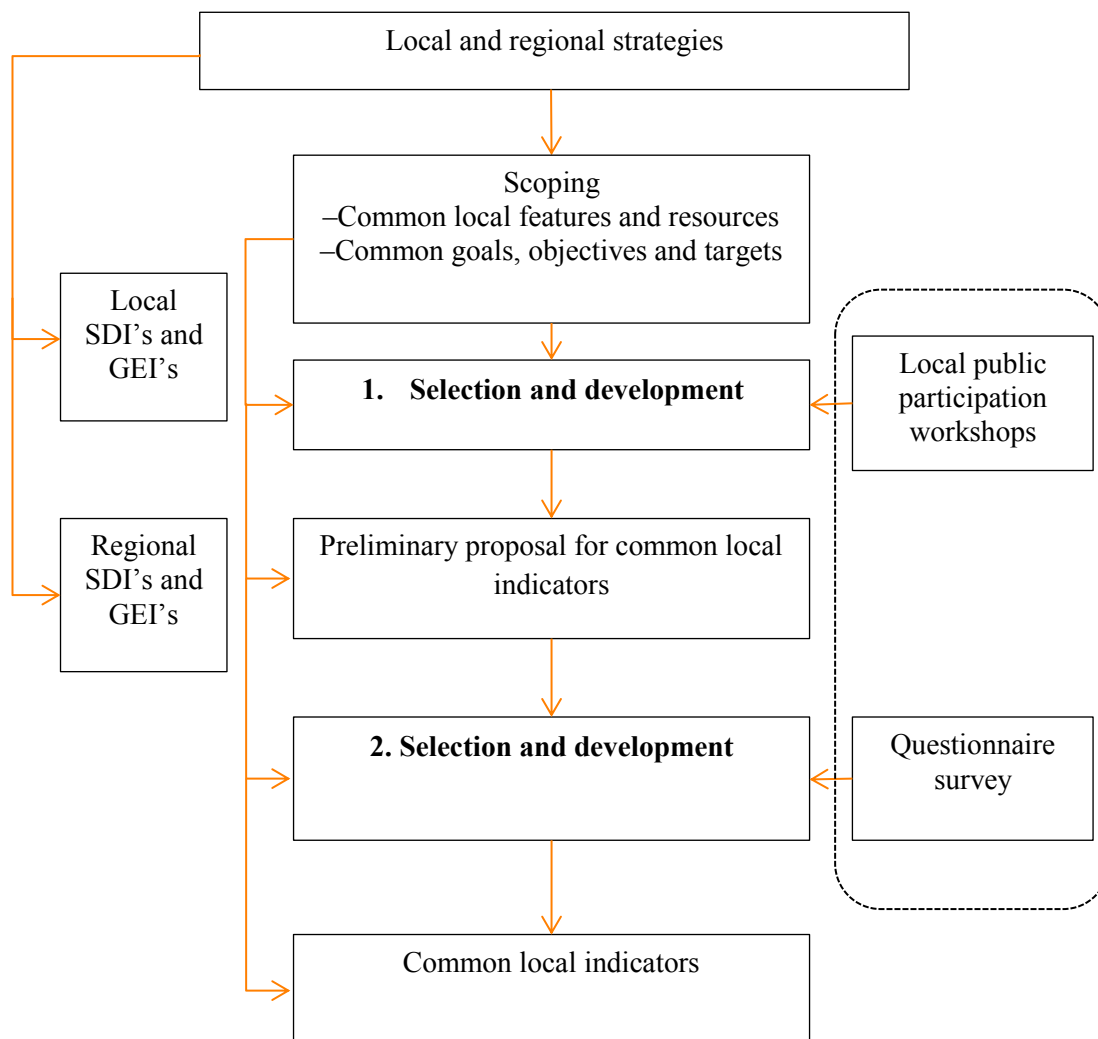 Local and regional strategies
Scoping
–Common local features and resources
–Common goals, objectives and targets
Local
SDI’s and
GEI’s
1. Selection and development
Local public
participation
workshops
Regional
SDI’s and
GEI’s
Preliminary proposal for common local
indicators
2. Selection and development
Questionnaire
survey
Common local indicators